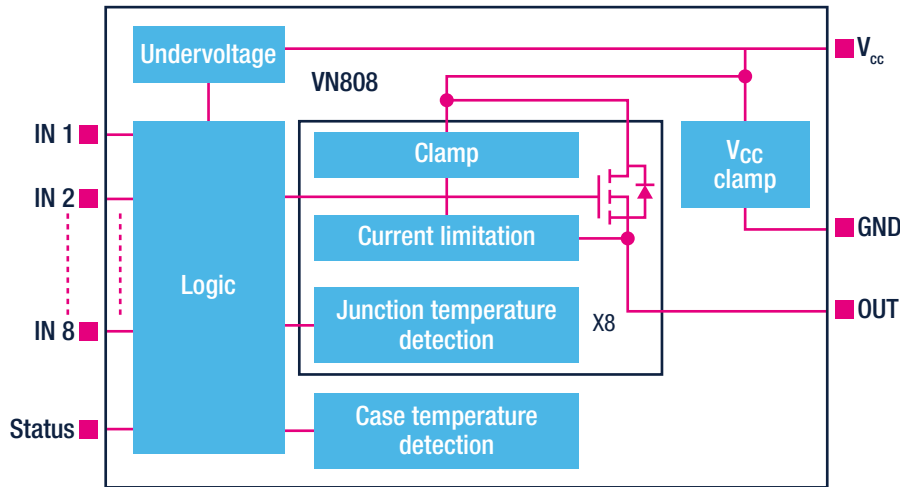 Undervoltage
VN808
Vcc
IN 1
Clamp
VCC
clamp
IN 2
Current limitation
GND
Logic
Junction temperature
detection
X8
OUT
IN 8
Case temperature
detection
Status